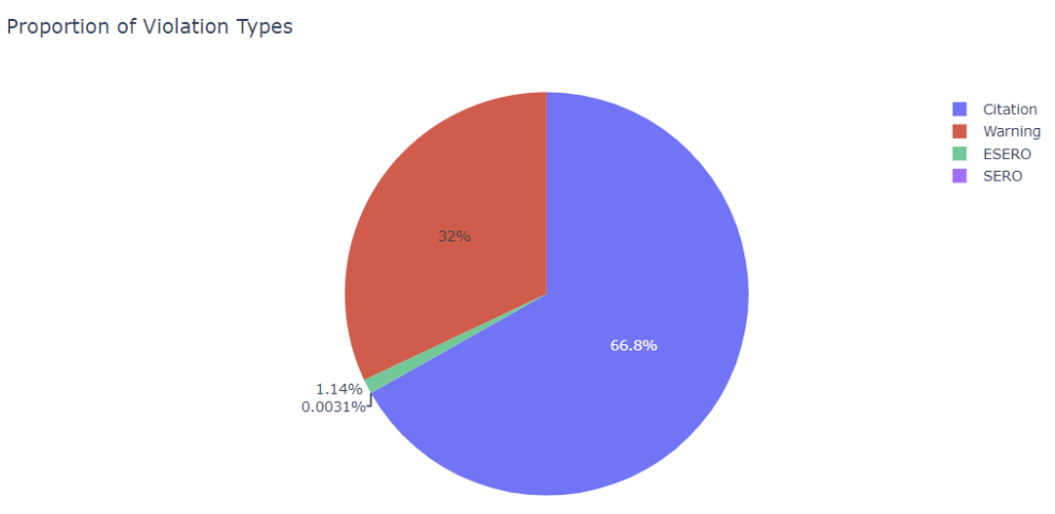 Proportion of Violation Types
Citation
Warning
ESERO
SERO
32%
66.8%
1.14%
0.0031%